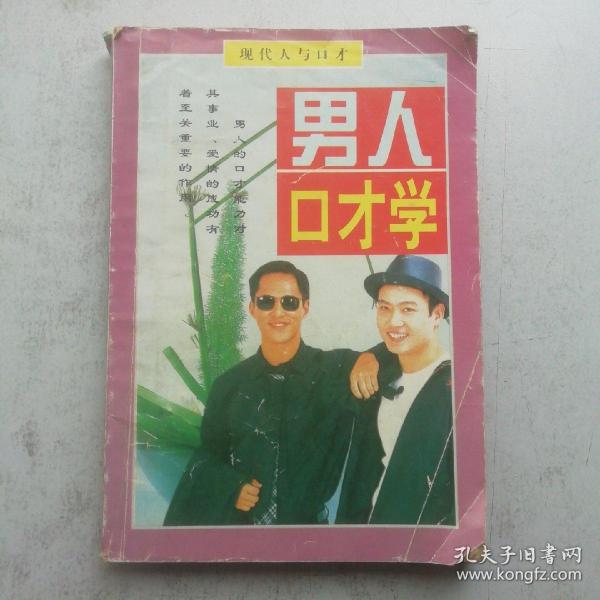 现代人与口才
男人
口才学
男人的口才能力对
其事业、爱情的成功有
着至关重要的作用。
孔夫子旧书网
www.kongfz.com